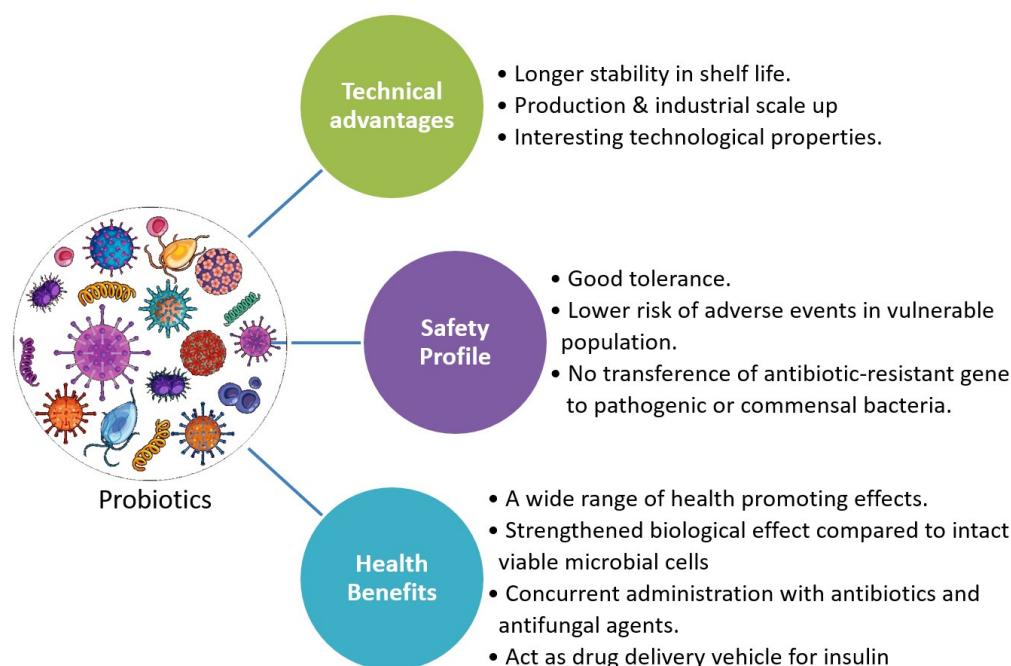 Technical
advantages
• Longer stability in shelf life.
• Production & industrial scale up
• Interesting technological properties.
Safety
Profile
• Good tolerance.
• Lower risk of adverse events in vulnerable
population.
• No transference of antibiotic-resistant gene
to pathogenic or commensal bacteria.
Probiotics
Health
Benefits
• A wide range of health promoting effects.
• Strengthened biological effect compared to intact
viable microbial cells
• Concurrent administration with antibiotics and
antifungal agents.
• Act as drug delivery vehicle for insulin